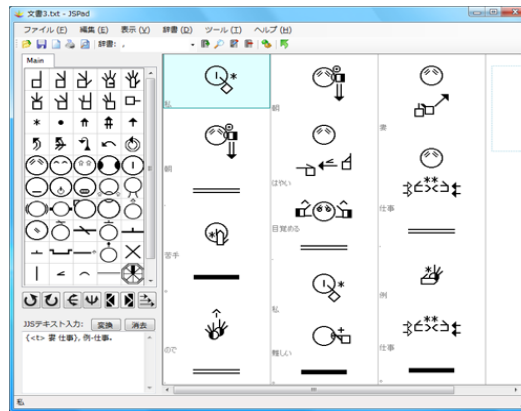 文書3.txt - JSPad
ファイル (F) 編集 (E) 表示 (V) 辞書 (D) ツール (T) ヘルプ (H)
辞書: ,
Main
JJSテキスト入力: 変換 消去
{<t> 妻 仕事}, 例-仕事.
私
朝
苦手
ので
朝
はやい
目覚める
私
難しい
妻
仕事
例
仕事
私